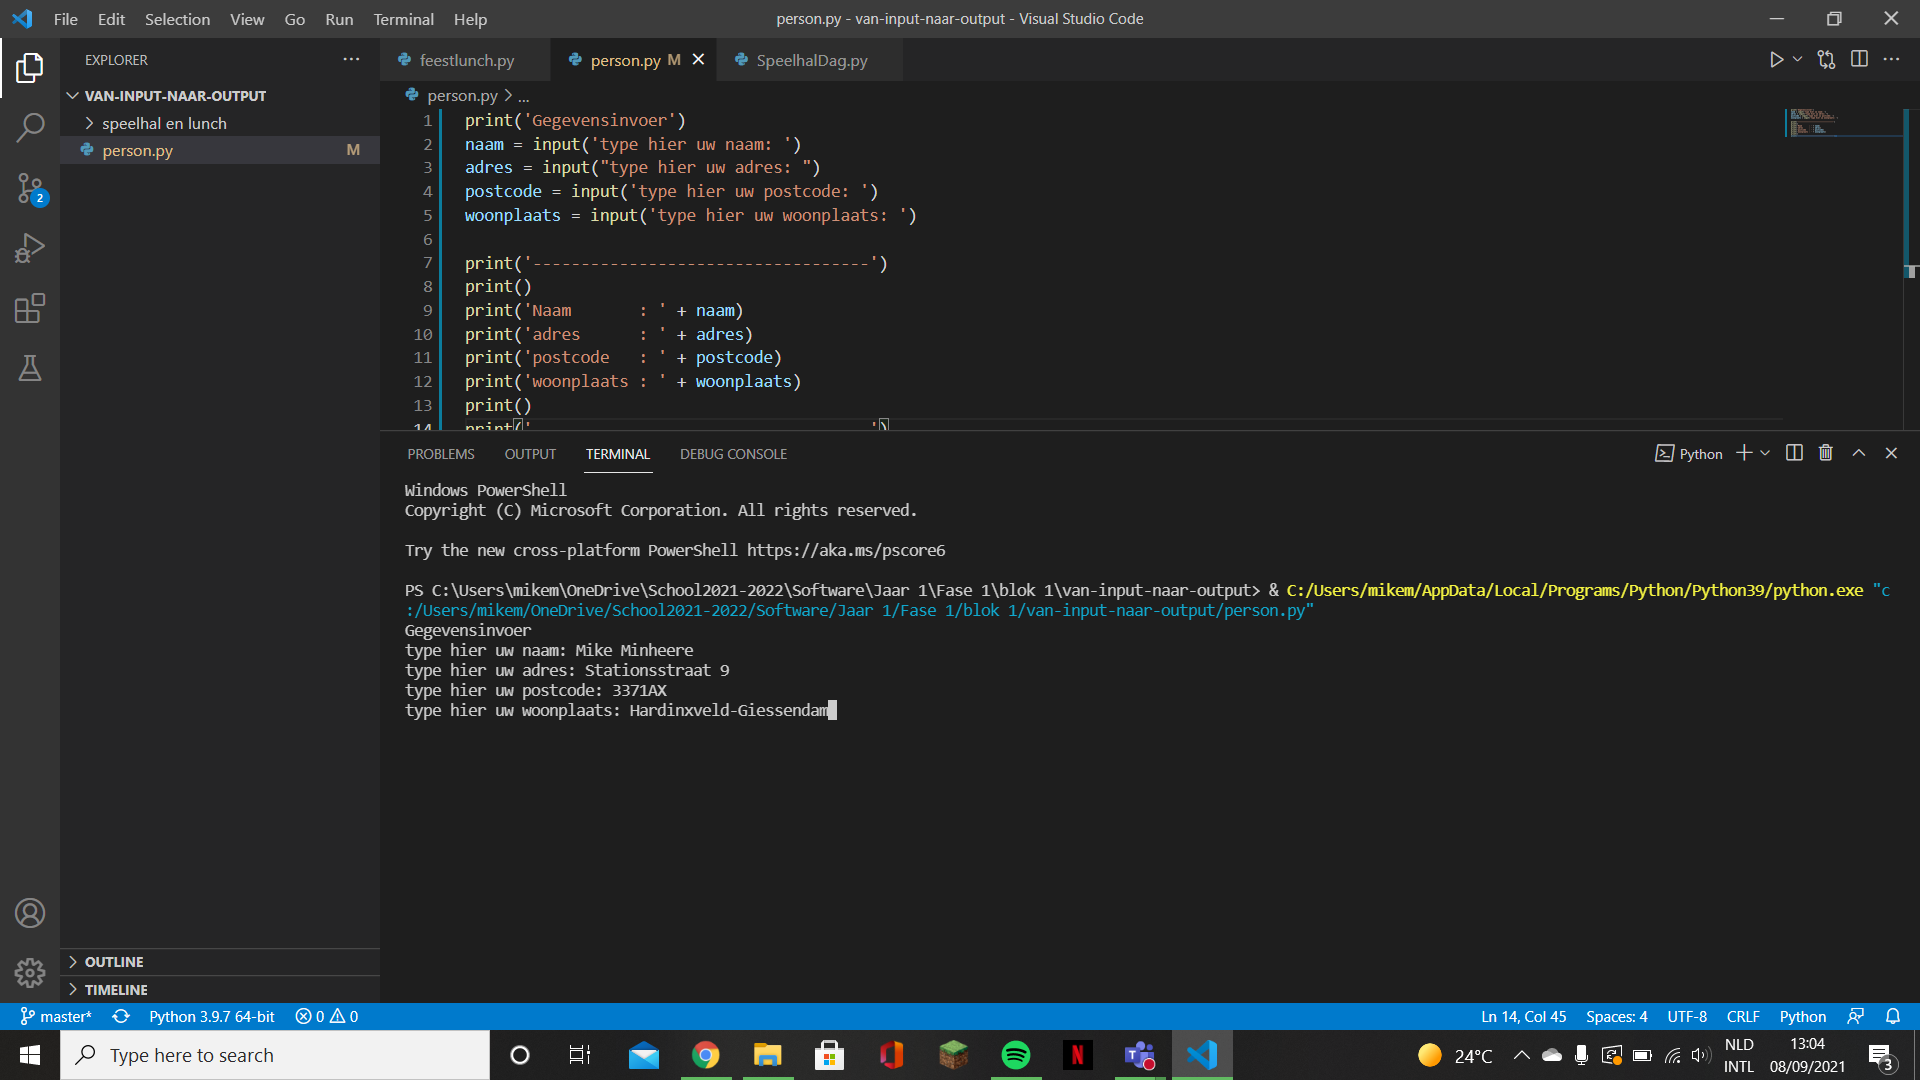 File Edit Selection View Go Run Terminal Help
person.py - van-input-naar-output - Visual Studio Code
EXPLORER
VAN-INPUT-NAAR-OUTPUT
speelhal en lunch
person.py M
2
OUTLINE
TIMELINE
feestlunch.py
person.py M
SpeelhalDag.py
person.py > ...
1 print('Gegevensinvoer')
2 naam = input('type hier uw naam: ')
3 adres = input("type hier uw adres: ")
4 postcode = input('type hier uw postcode: ')
5 woonplaats = input('type hier uw woonplaats: ')
6
7 print('-----------------------------------')
8 print()
9 print('Naam       : ' + naam)
10 print('adres      : ' + adres)
11 print('postcode   : ' + postcode)
12 print('woonplaats : ' + woonplaats)
13 print()
14 print('                                   ')
PROBLEMS OUTPUT TERMINAL DEBUG CONSOLE
Python
Windows PowerShell
Copyright (C) Microsoft Corporation. All rights reserved.
Try the new cross-platform PowerShell https://aka.ms/pscore6
PS C:\Users\mikem\OneDrive\School2021-2022\Software\Jaar 1\Fase 1\blok 1\van-input-naar-output> & C:/Users/mikem/AppData/Local/Programs/Python/Python39/python.exe "c
:/Users/mikem/OneDrive/School2021-2022/Software/Jaar 1/Fase 1/blok 1/van-input-naar-output/person.py"
Gegevensinvoer
type hier uw naam: Mike Minheere
type hier uw adres: Stationsstraat 9
type hier uw postcode: 3371AX
type hier uw woonplaats: Hardinxveld-Giessendam
master* Python 3.9.7 64-bit 0 0
Ln 14, Col 45 Spaces: 4 UTF-8 CRLF Python
Type here to search
24°C
NLD
INTL
13:04
08/09/2021
3